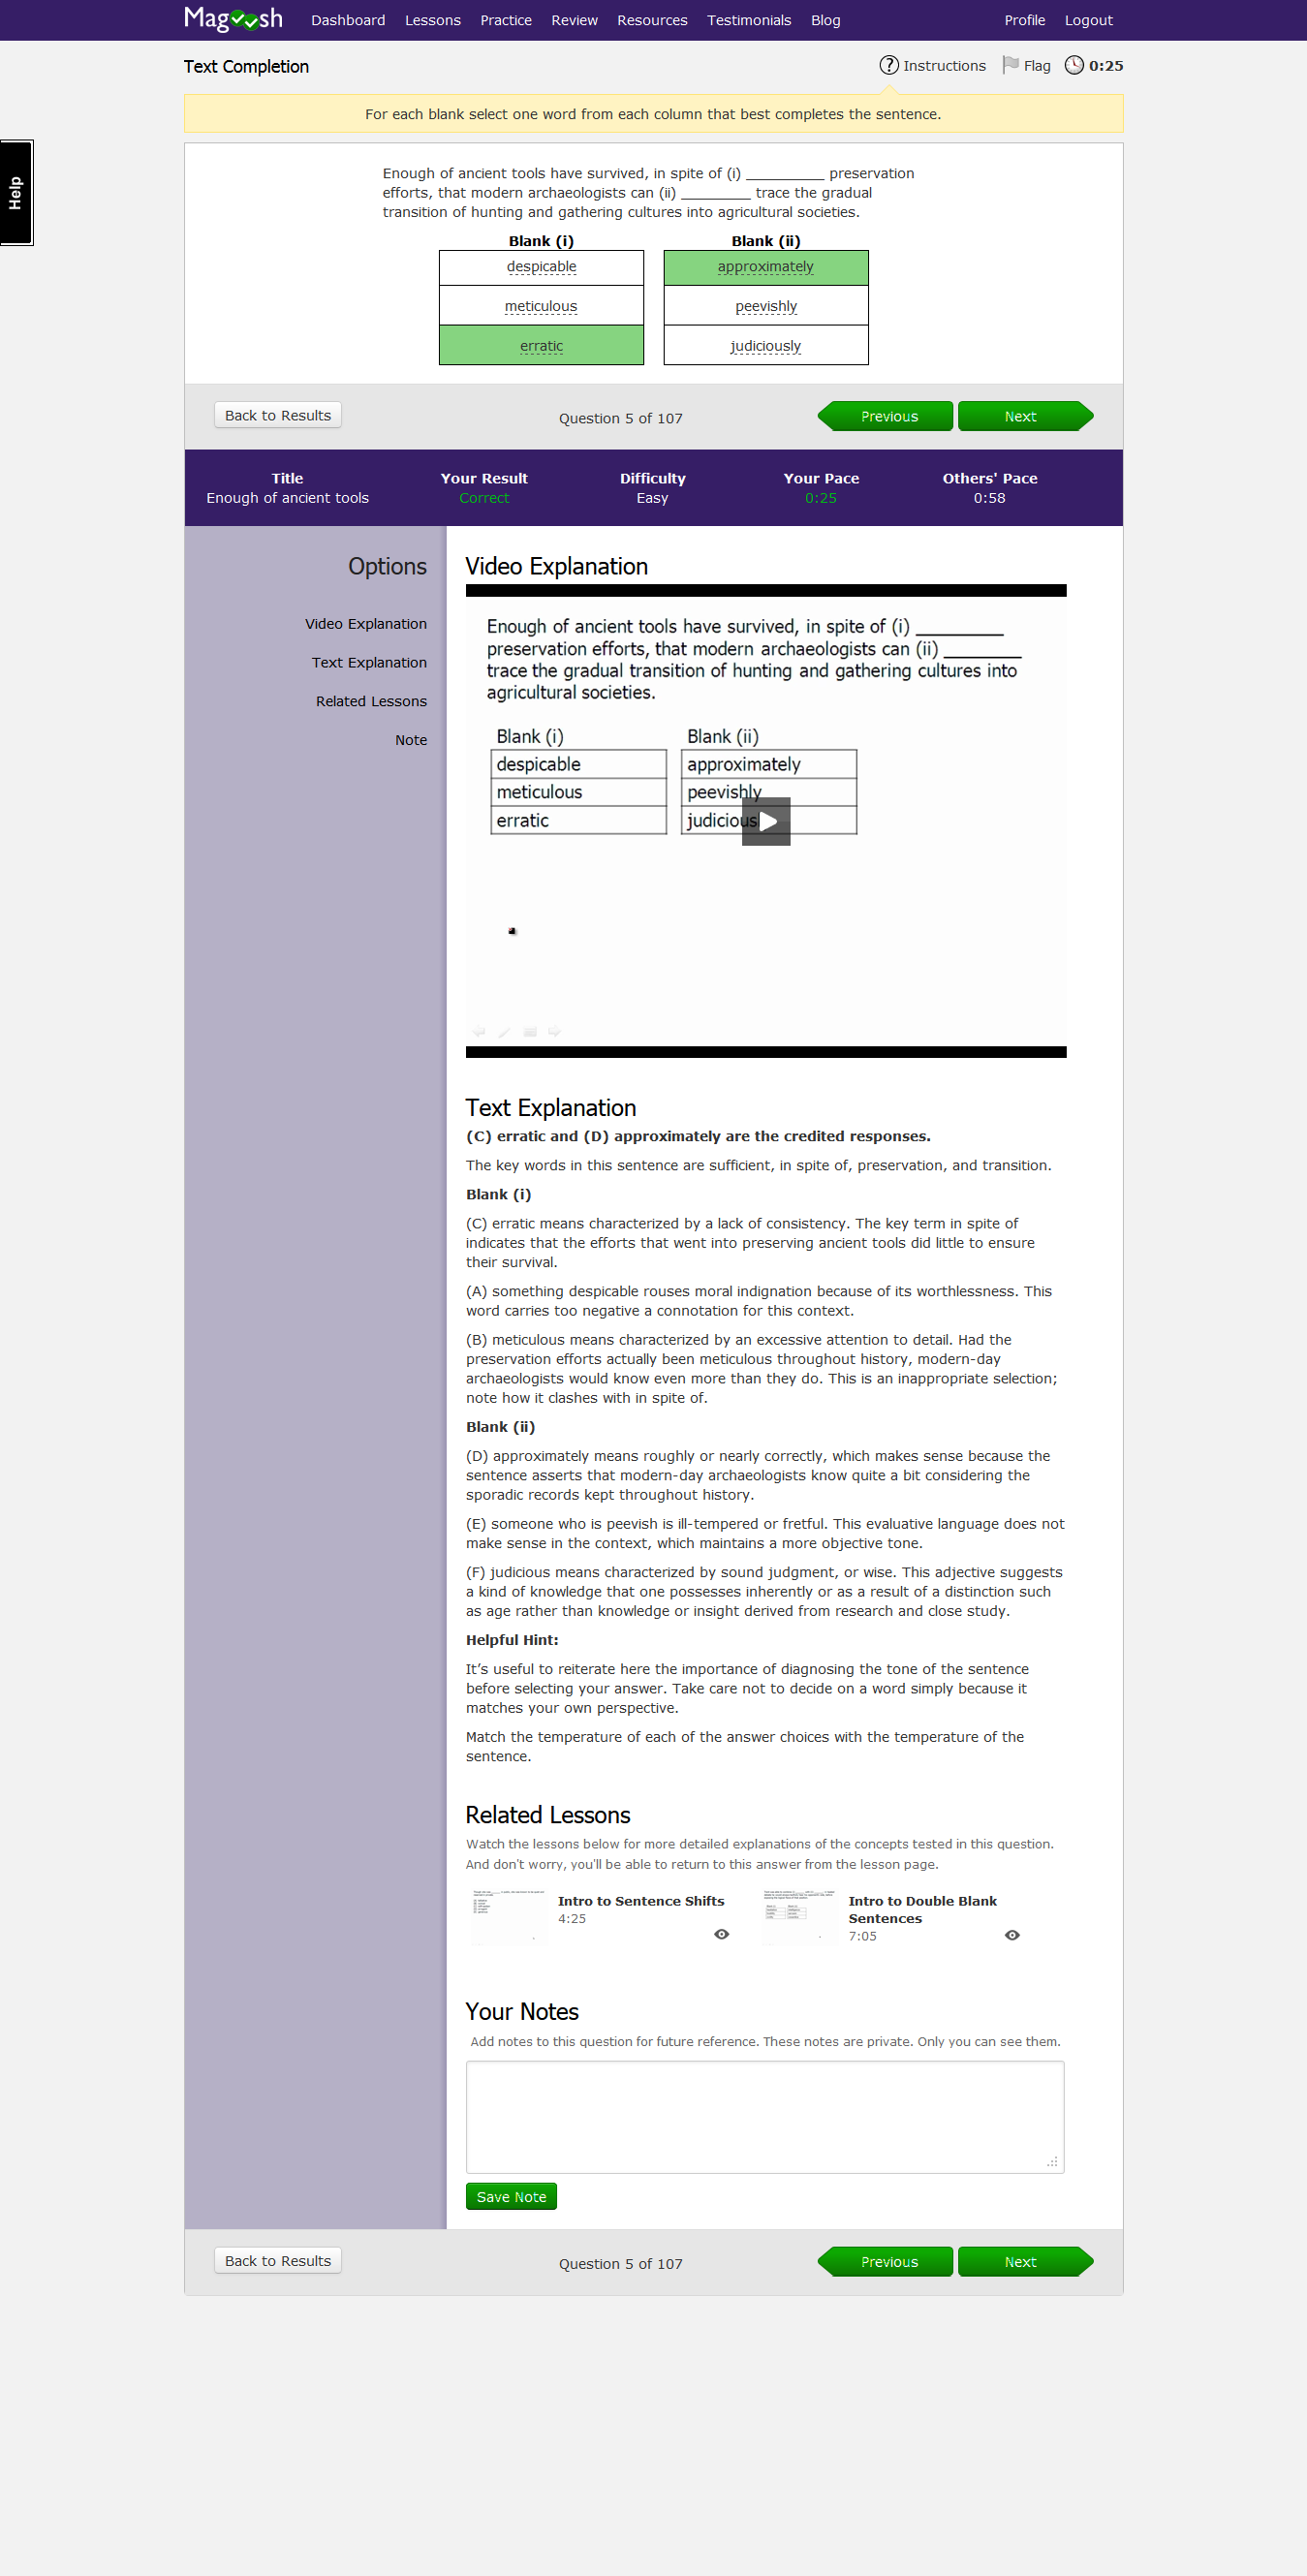 Magoosh Dashboard Lessons Practice Review Resources Testimonials Blog Profile Logout
Text Completion
Instructions Flag 0:25
For each blank select one word from each column that best completes the sentence.
Help
Enough of ancient tools have survived, in spite of (i) __________ preservation
efforts, that modern archaeologists can (ii) _________ trace the gradual
transition of hunting and gathering cultures into agricultural societies.
Blank (i) Blank (ii)
despicable approximately
meticulous peevishly
erratic judiciously
Back to Results Question 5 of 107 Previous Next
Title Your Result Difficulty Your Pace Others' Pace
Enough of ancient tools Correct Easy 0:25 0:58
Options
Video Explanation
Text Explanation
Related Lessons
Note
Video Explanation
Enough of ancient tools have survived, in spite of (i) _________
preservation efforts, that modern archaeologists can (ii) ________
trace the gradual transition of hunting and gathering cultures into
agricultural societies.
Blank (i) Blank (ii)
despicable approximately
meticulous peevishly
erratic judicious
Text Explanation
(C) erratic and (D) approximately are the credited responses.
The key words in this sentence are sufficient, in spite of, preservation, and transition.
Blank (i)
(C) erratic means characterized by a lack of consistency. The key term in spite of
indicates that the efforts that went into preserving ancient tools did little to ensure
their survival.
(A) something despicable rouses moral indignation because of its worthlessness. This
word carries too negative a connotation for this context.
(B) meticulous means characterized by an excessive attention to detail. Had the
preservation efforts actually been meticulous throughout history, modern-day
archaeologists would know even more than they do. This is an inappropriate selection;
note how it clashes with in spite of.
Blank (ii)
(D) approximately means roughly or nearly correctly, which makes sense because the
sentence asserts that modern-day archaeologists know quite a bit considering the
sporadic records kept throughout history.
(E) someone who is peevish is ill-tempered or fretful. This evaluative language does not
make sense in the context, which maintains a more objective tone.
(F) judicious means characterized by sound judgment, or wise. This adjective suggests
a kind of knowledge that one possesses inherently or as a result of a distinction such
as age rather than knowledge or insight derived from research and close study.
Helpful Hint:
It’s useful to reiterate here the importance of diagnosing the tone of the sentence
before selecting your answer. Take care not to decide on a word simply because it
matches your own perspective.
Match the temperature of each of the answer choices with the temperature of the
sentence.
Related Lessons
Watch the lessons below for more detailed explanations of the concepts tested in this question.
And don't worry, you'll be able to return to this answer from the lesson page.
Intro to Sentence Shifts
4:25
Intro to Double Blank
Sentences
7:05
Your Notes
Add notes to this question for future reference. These notes are private. Only you can see them.
Save Note
Back to Results Question 5 of 107 Previous Next